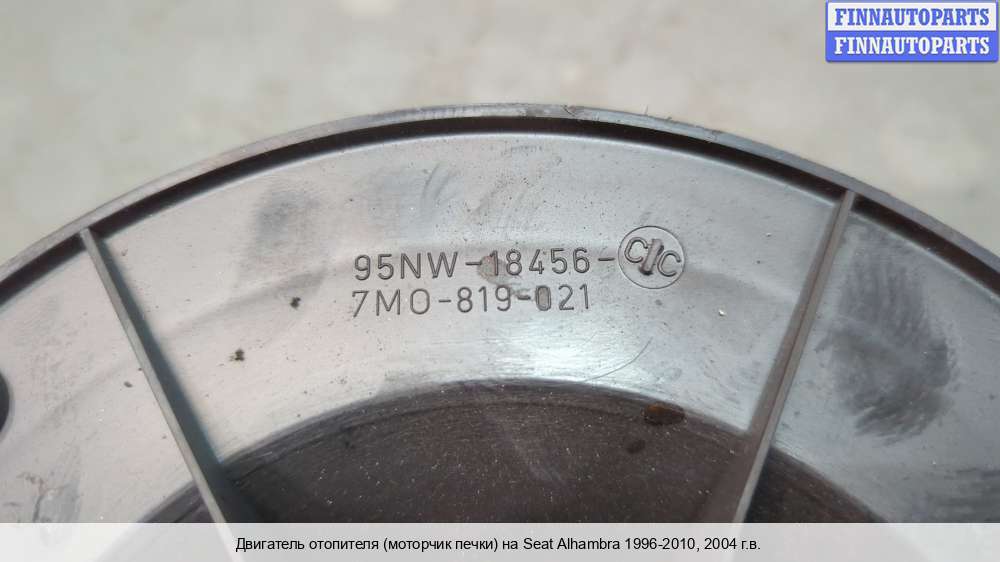 FINNAUTOPARTS
FINNAUTOPARTS
95NW-18456-C/C
7M0-819-021
Двигатель отопителя (моторчик печки) на Seat Alhambra 1996-2010, 2004 г.в.